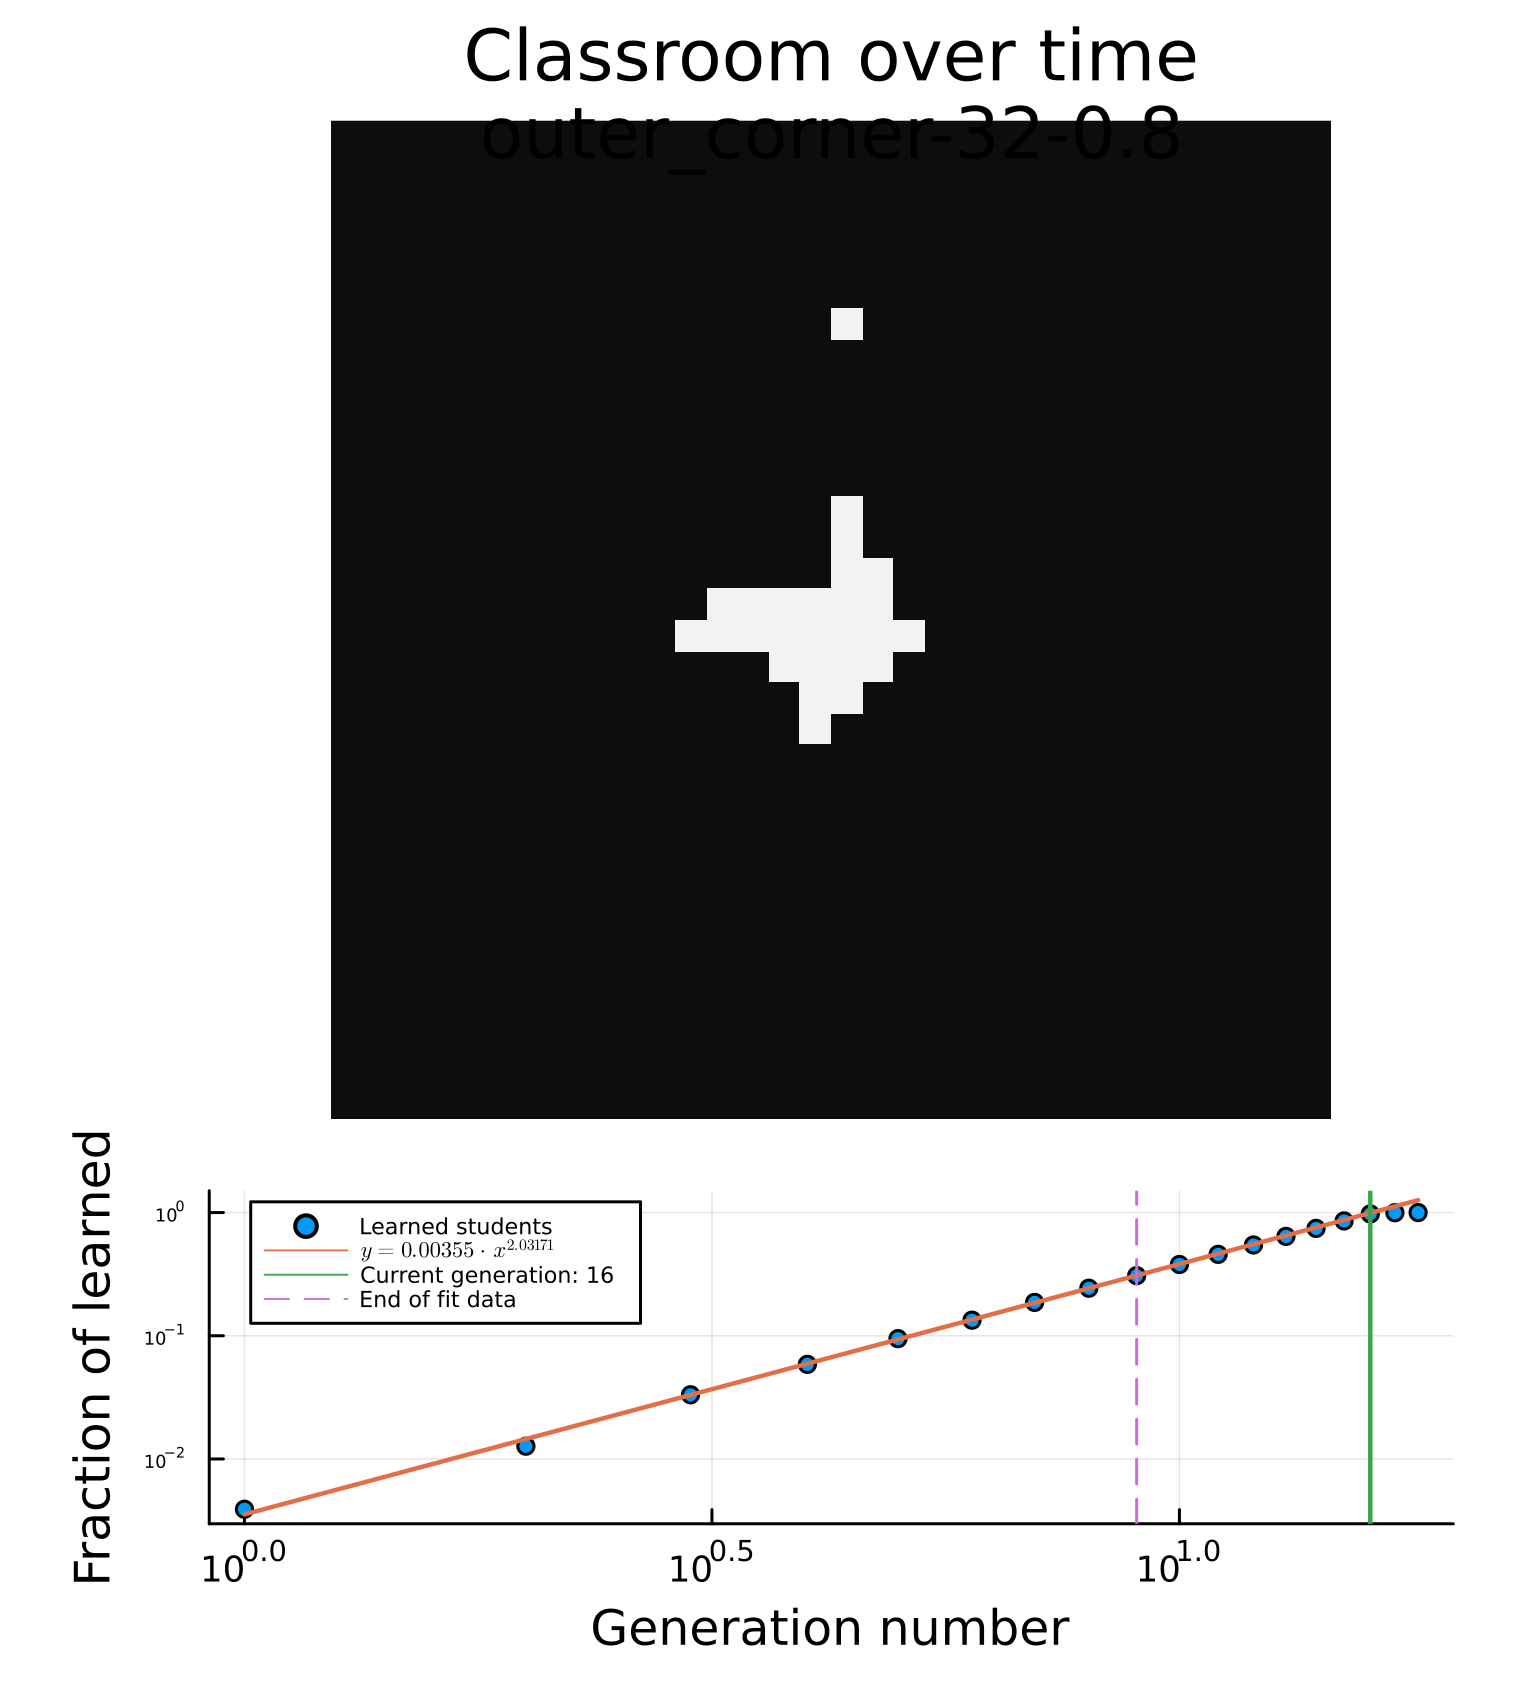 Classroom over time
outer_corner-32-0.8
Fraction of learned
10⁰
10⁻¹
10⁻²
Learned students
y = 0.00355 · x^2.03171
Current generation: 16
End of fit data
10^0.0
10^0.5
10^1.0
Generation number